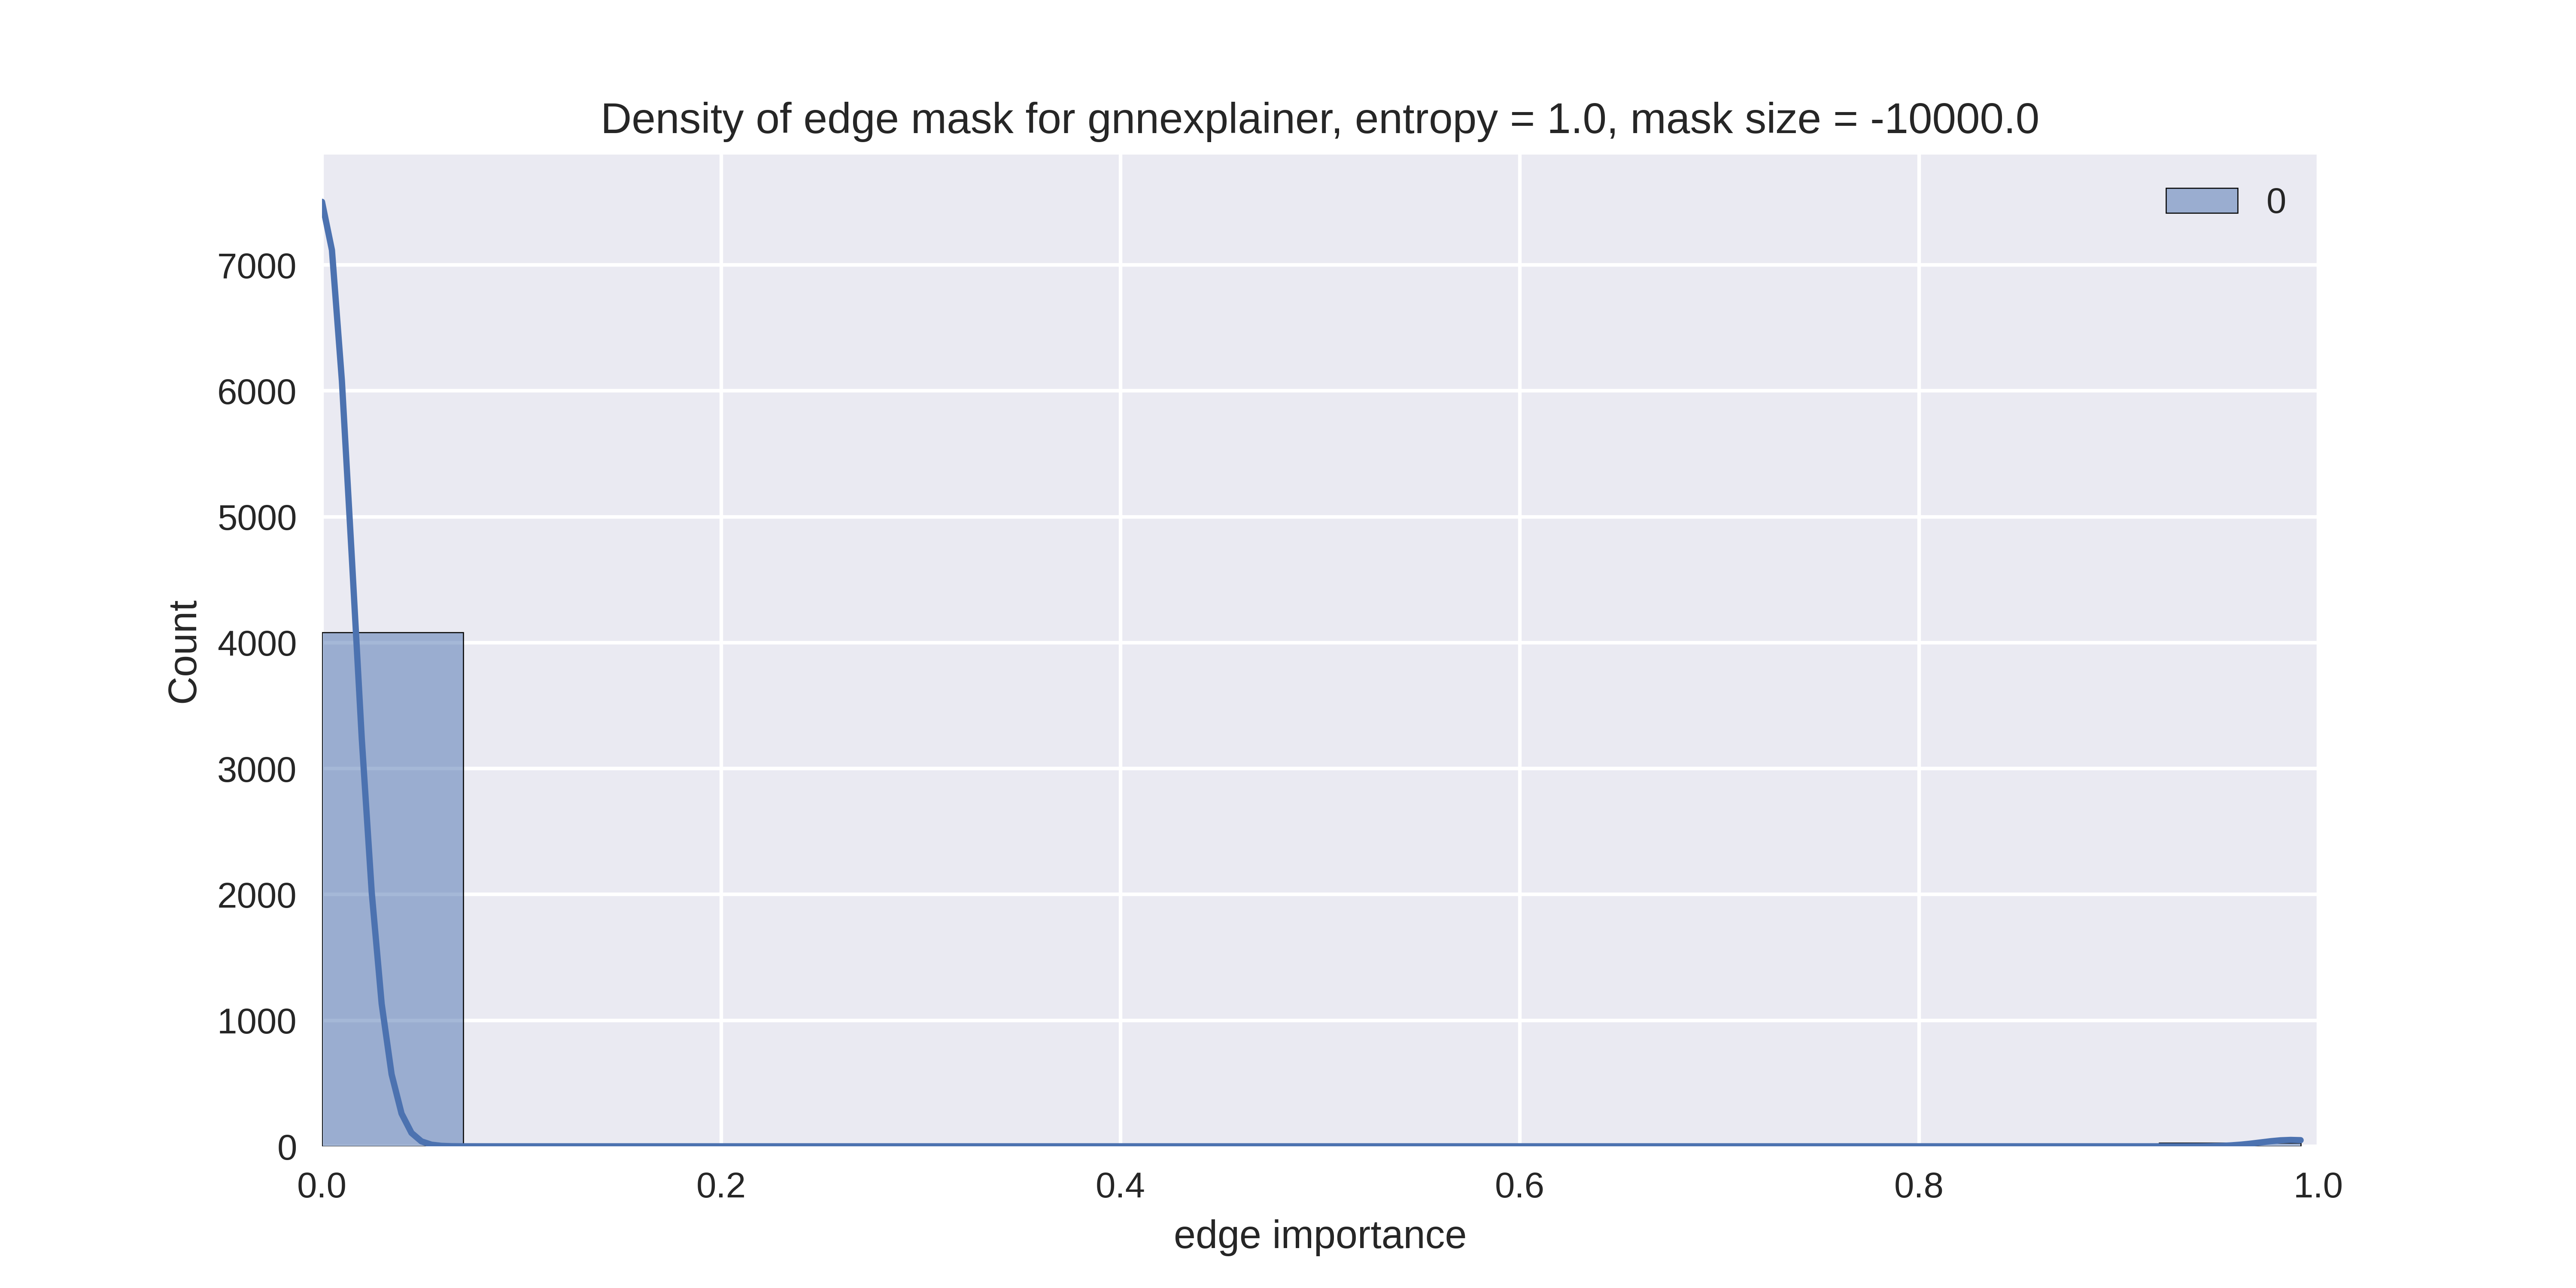 Density of edge mask for gnnexplainer, entropy = 1.0, mask size = -10000.0
0
7000
6000
5000
4000
3000
2000
1000
0
Count
0.0 0.2 0.4 0.6 0.8 1.0
edge importance